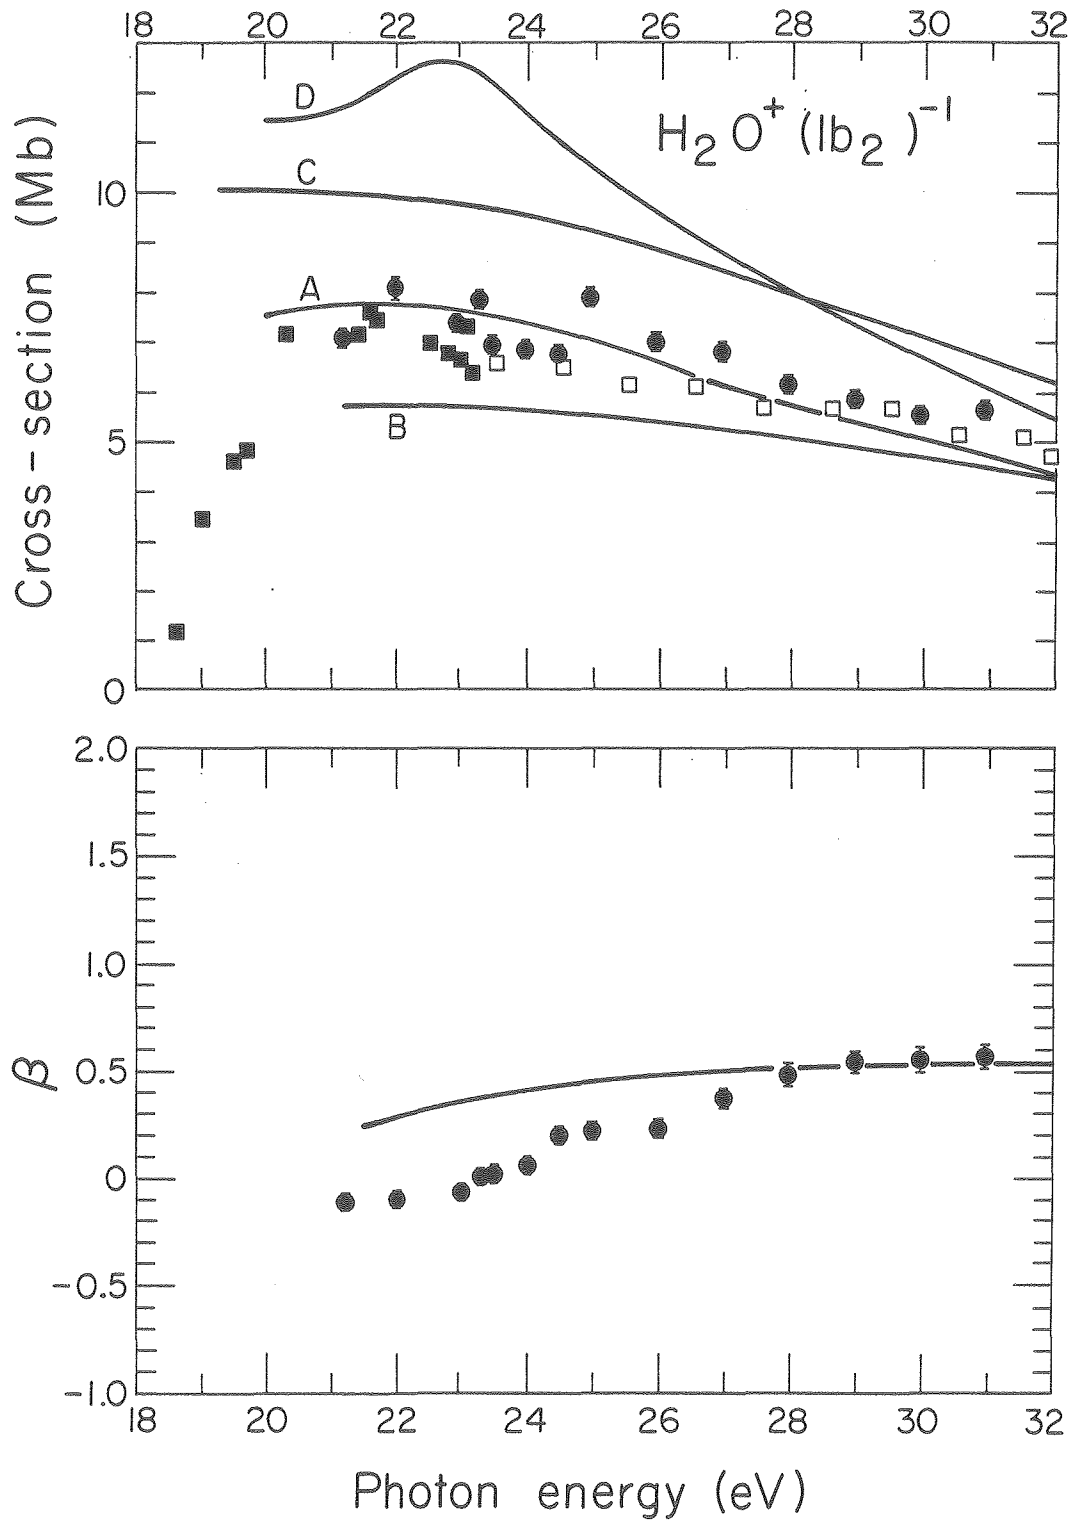 18 20 22 24 26 28 30 32
D
H₂O⁺(1b₂)⁻¹
C
10
A
B
5
0
Cross-section (Mb)
2.0
1.5
1.0
0.5
0
-0.5
-1.0
β
18 20 22 24 26 28 30 32
Photon energy (eV)